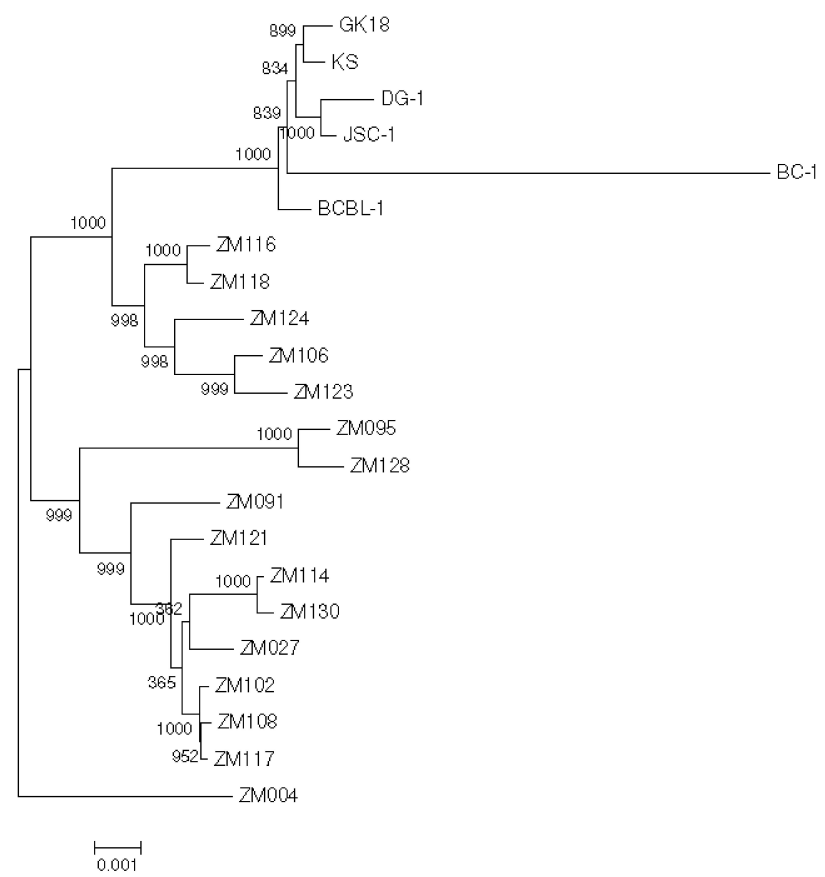 899
GK18
KS
834
DG-1
839
1000
JSC-1
1000
BC-1
BCBL-1
1000
1000
ZM116
ZM118
998
ZM124
998
ZM106
999
ZM123
1000
ZM095
ZM128
999
ZM091
999
ZM121
1000
362
1000
ZM114
ZM130
ZM027
365
ZM102
1000
ZM108
952
ZM117
ZM004
0.001